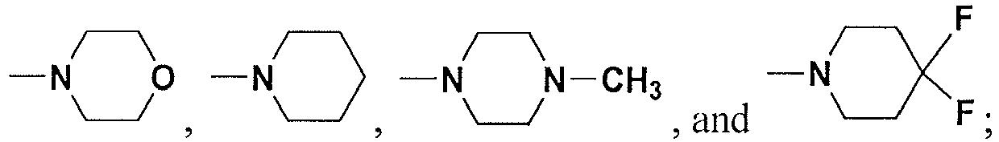 —N O , —N , —N N—CH₃ , and —N F F ;